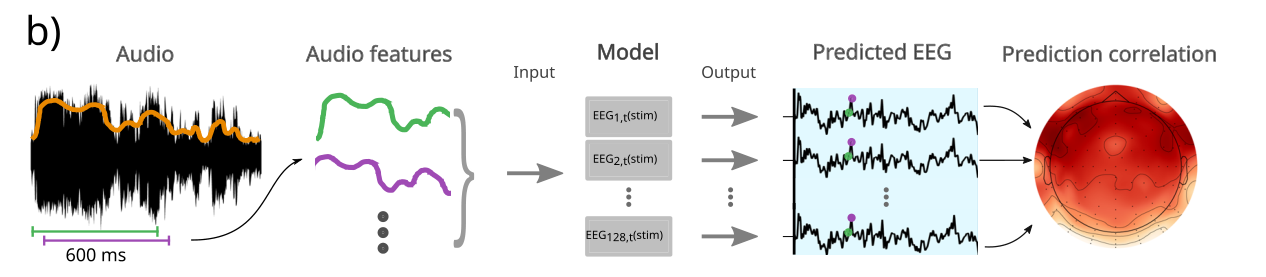 b)
Audio
Audio features
Input
Model
Output
Predicted EEG
Prediction correlation
EEG1,t(stim)
EEG2,t(stim)
EEG128,t(stim)
600 ms